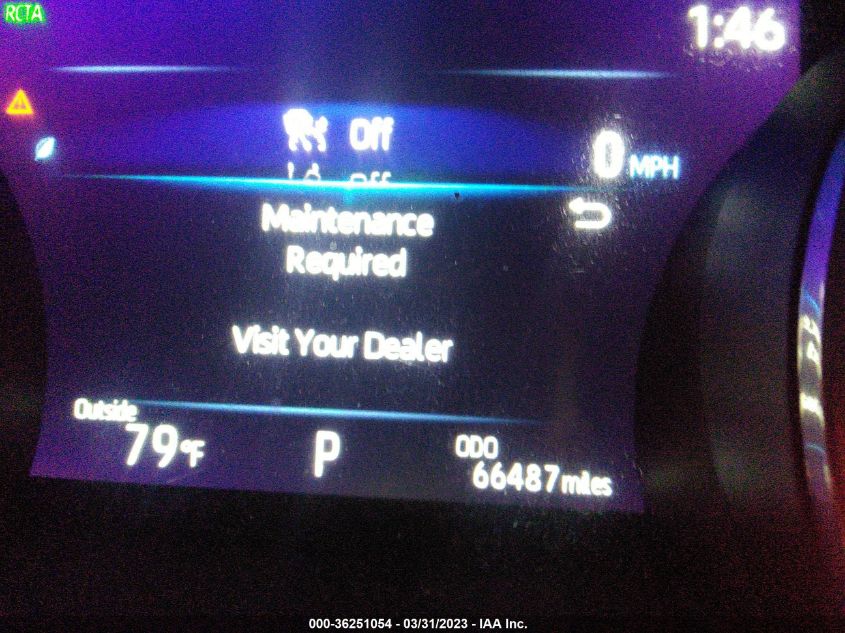 RCTA
1:46
Off
0 MPH
Off
Maintenance
Required
Visit Your Dealer
Outside
79°F
P
ODO
66487 miles
000-36251054 - 03/31/2023 - IAA Inc.